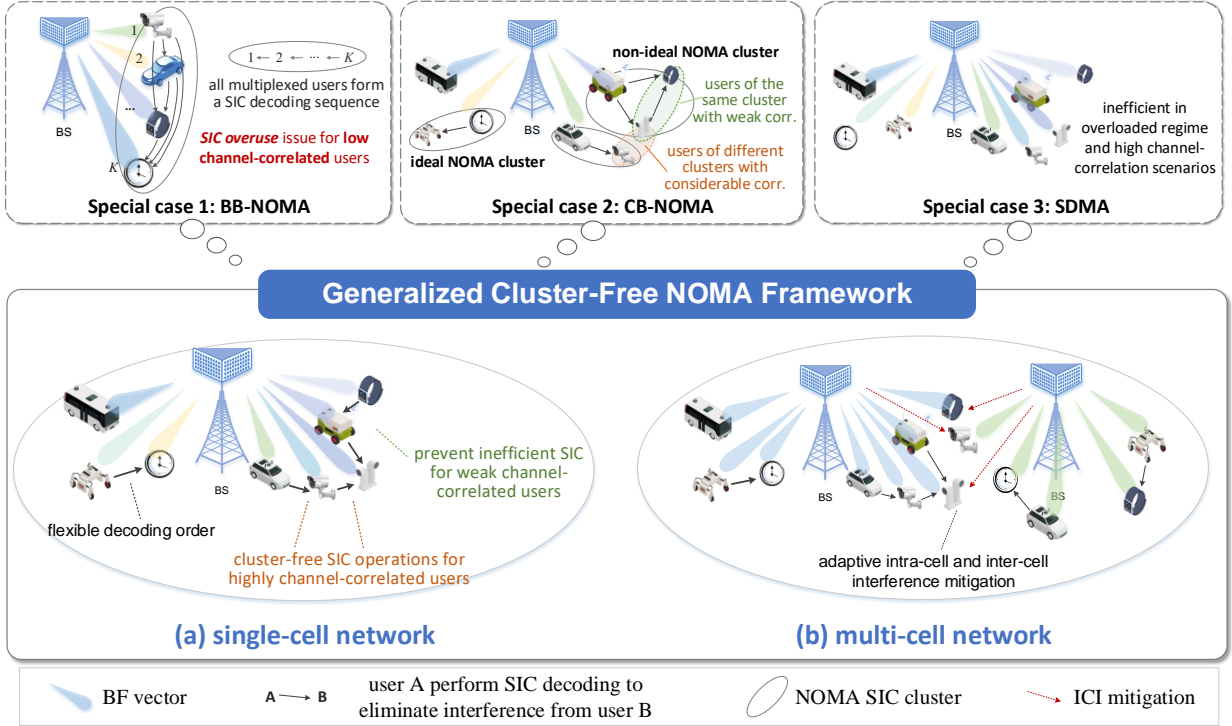 1
2
...
K
BS
1 ← 2 ← ··· ← K
all multiplexed users form
a SIC decoding sequence
SIC overuse issue for low
channel-correlated users
Special case 1: BB-NOMA
BS
non-ideal NOMA cluster
users of the
same cluster
with weak corr.
ideal NOMA cluster
users of different
clusters with
considerable corr.
Special case 2: CB-NOMA
BS
inefficient in
overloaded regime
and high channel-
correlation scenarios
Special case 3: SDMA
Generalized Cluster-Free NOMA Framework
BS
prevent inefficient SIC
for weak channel-
correlated users
flexible decoding order
cluster-free SIC operations for
highly channel-correlated users
(a) single-cell network
BS
BS
adaptive intra-cell and inter-cell
interference mitigation
(b) multi-cell network
BF vector
A → B
user A perform SIC decoding to
eliminate interference from user B
NOMA SIC cluster
ICI mitigation